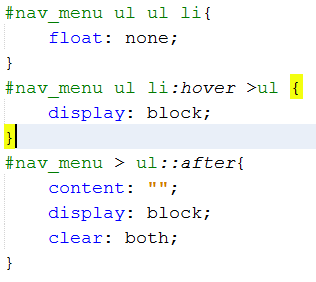 #nav_menu ul ul li{
    float: none;
}
#nav_menu ul li:hover >ul {
    display: block;
}
#nav_menu > ul::after{
    content: "";
    display: block;
    clear: both;
}